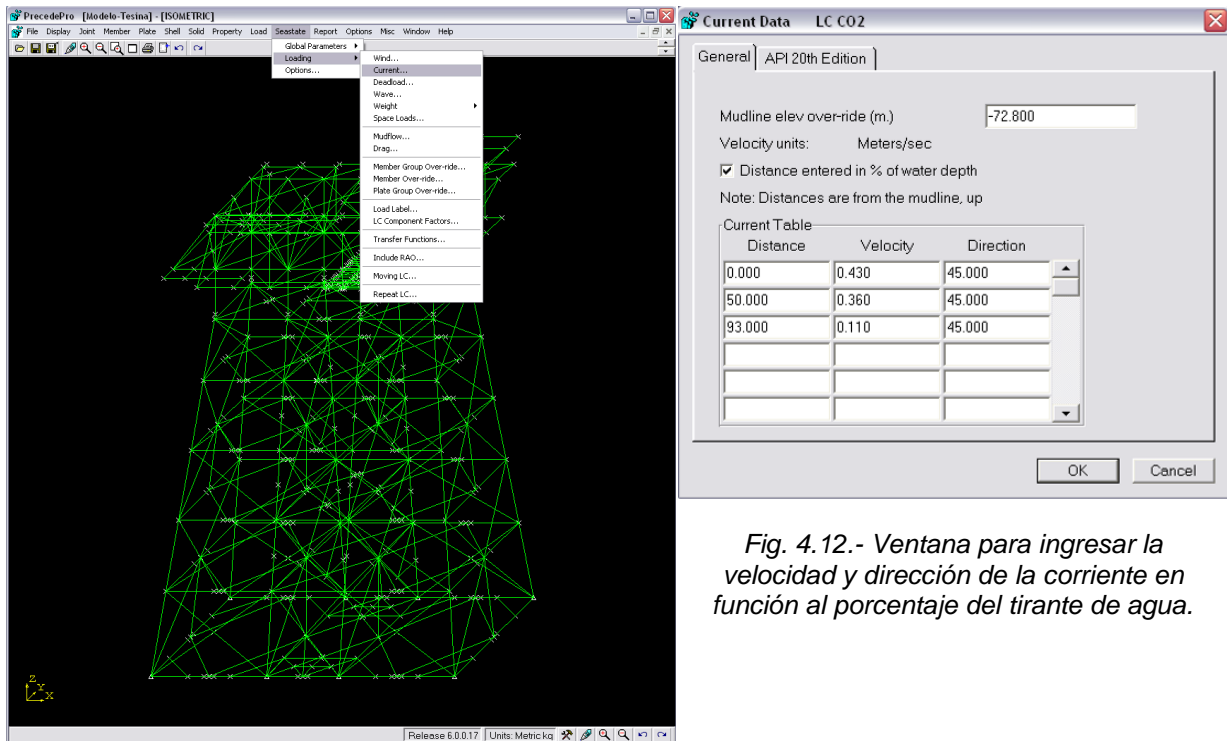 PrecedePro [Modelo-Tesina] - [ISOMETRIC]
File Display Joint Member Plate Shell Solid Property Load Seastate Report Options Misc Window Help
Global Parameters
Loading
Options...
Wind...
Current...
Deadload...
Wave...
Weight
Space Loads...
Mudflow...
Drag...
Member Group Over-ride...
Member Over-ride...
Plate Group Over-ride...
Load Label...
LC Component Factors...
Transfer Functions...
Include RAO...
Moving LC...
Repeat LC...
Z
Y
X
Release 6.0.0.17 Units: Metric kg
Current Data LC CO2
General API 20th Edition
Mudline elev over-ride (m.) -72.800
Velocity units: Meters/sec
Distance entered in % of water depth
Note: Distances are from the mudline, up
Current Table
Distance Velocity Direction
0.000 0.430 45.000
50.000 0.360 45.000
93.000 0.110 45.000
OK Cancel
Fig. 4.12.- Ventana para ingresar la
velocidad y dirección de la corriente en
función al porcentaje del tirante de agua.